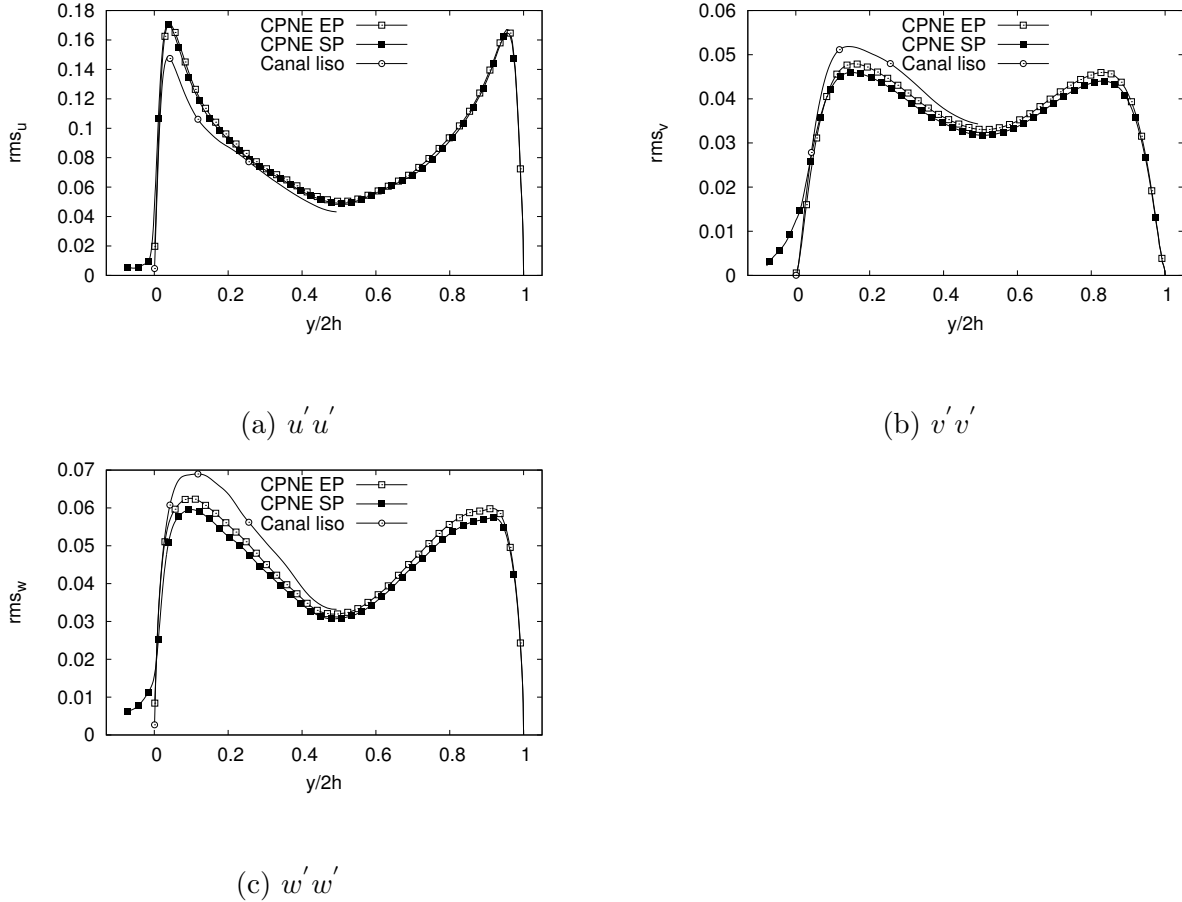 0.18
0.16
0.14
0.12
0.1
0.08
0.06
0.04
0.02
0
rms_u
CPNE EP
CPNE SP
Canal liso
0 0.2 0.4 0.6 0.8 1
y/2h
(a) u'u'
0.06
0.05
0.04
0.03
0.02
0.01
0
rms_v
CPNE EP
CPNE SP
Canal liso
0 0.2 0.4 0.6 0.8 1
y/2h
(b) v'v'
0.07
0.06
0.05
0.04
0.03
0.02
0.01
0
rms_w
CPNE EP
CPNE SP
Canal liso
0 0.2 0.4 0.6 0.8 1
y/2h
(c) w'w'